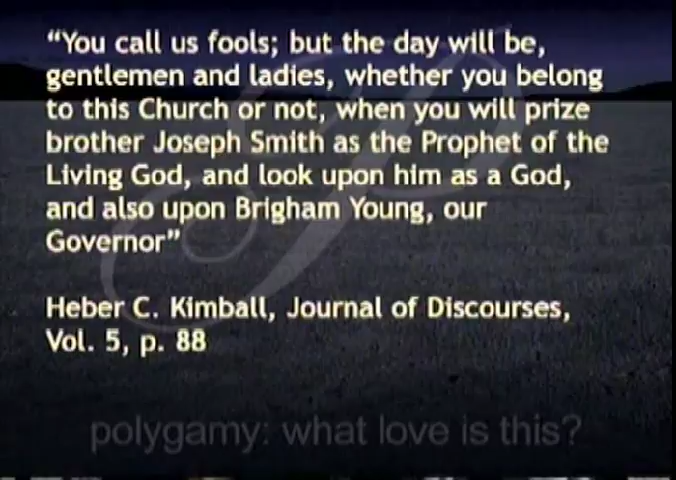 “You call us fools; but the day will be,
gentlemen and ladies, whether you belong
to this Church or not, when you will prize
brother Joseph Smith as the Prophet of the
Living God, and look upon him as a God,
and also upon Brigham Young, our
Governor”
Heber C. Kimball, Journal of Discourses,
Vol. 5, p. 88
polygamy: what love is this?